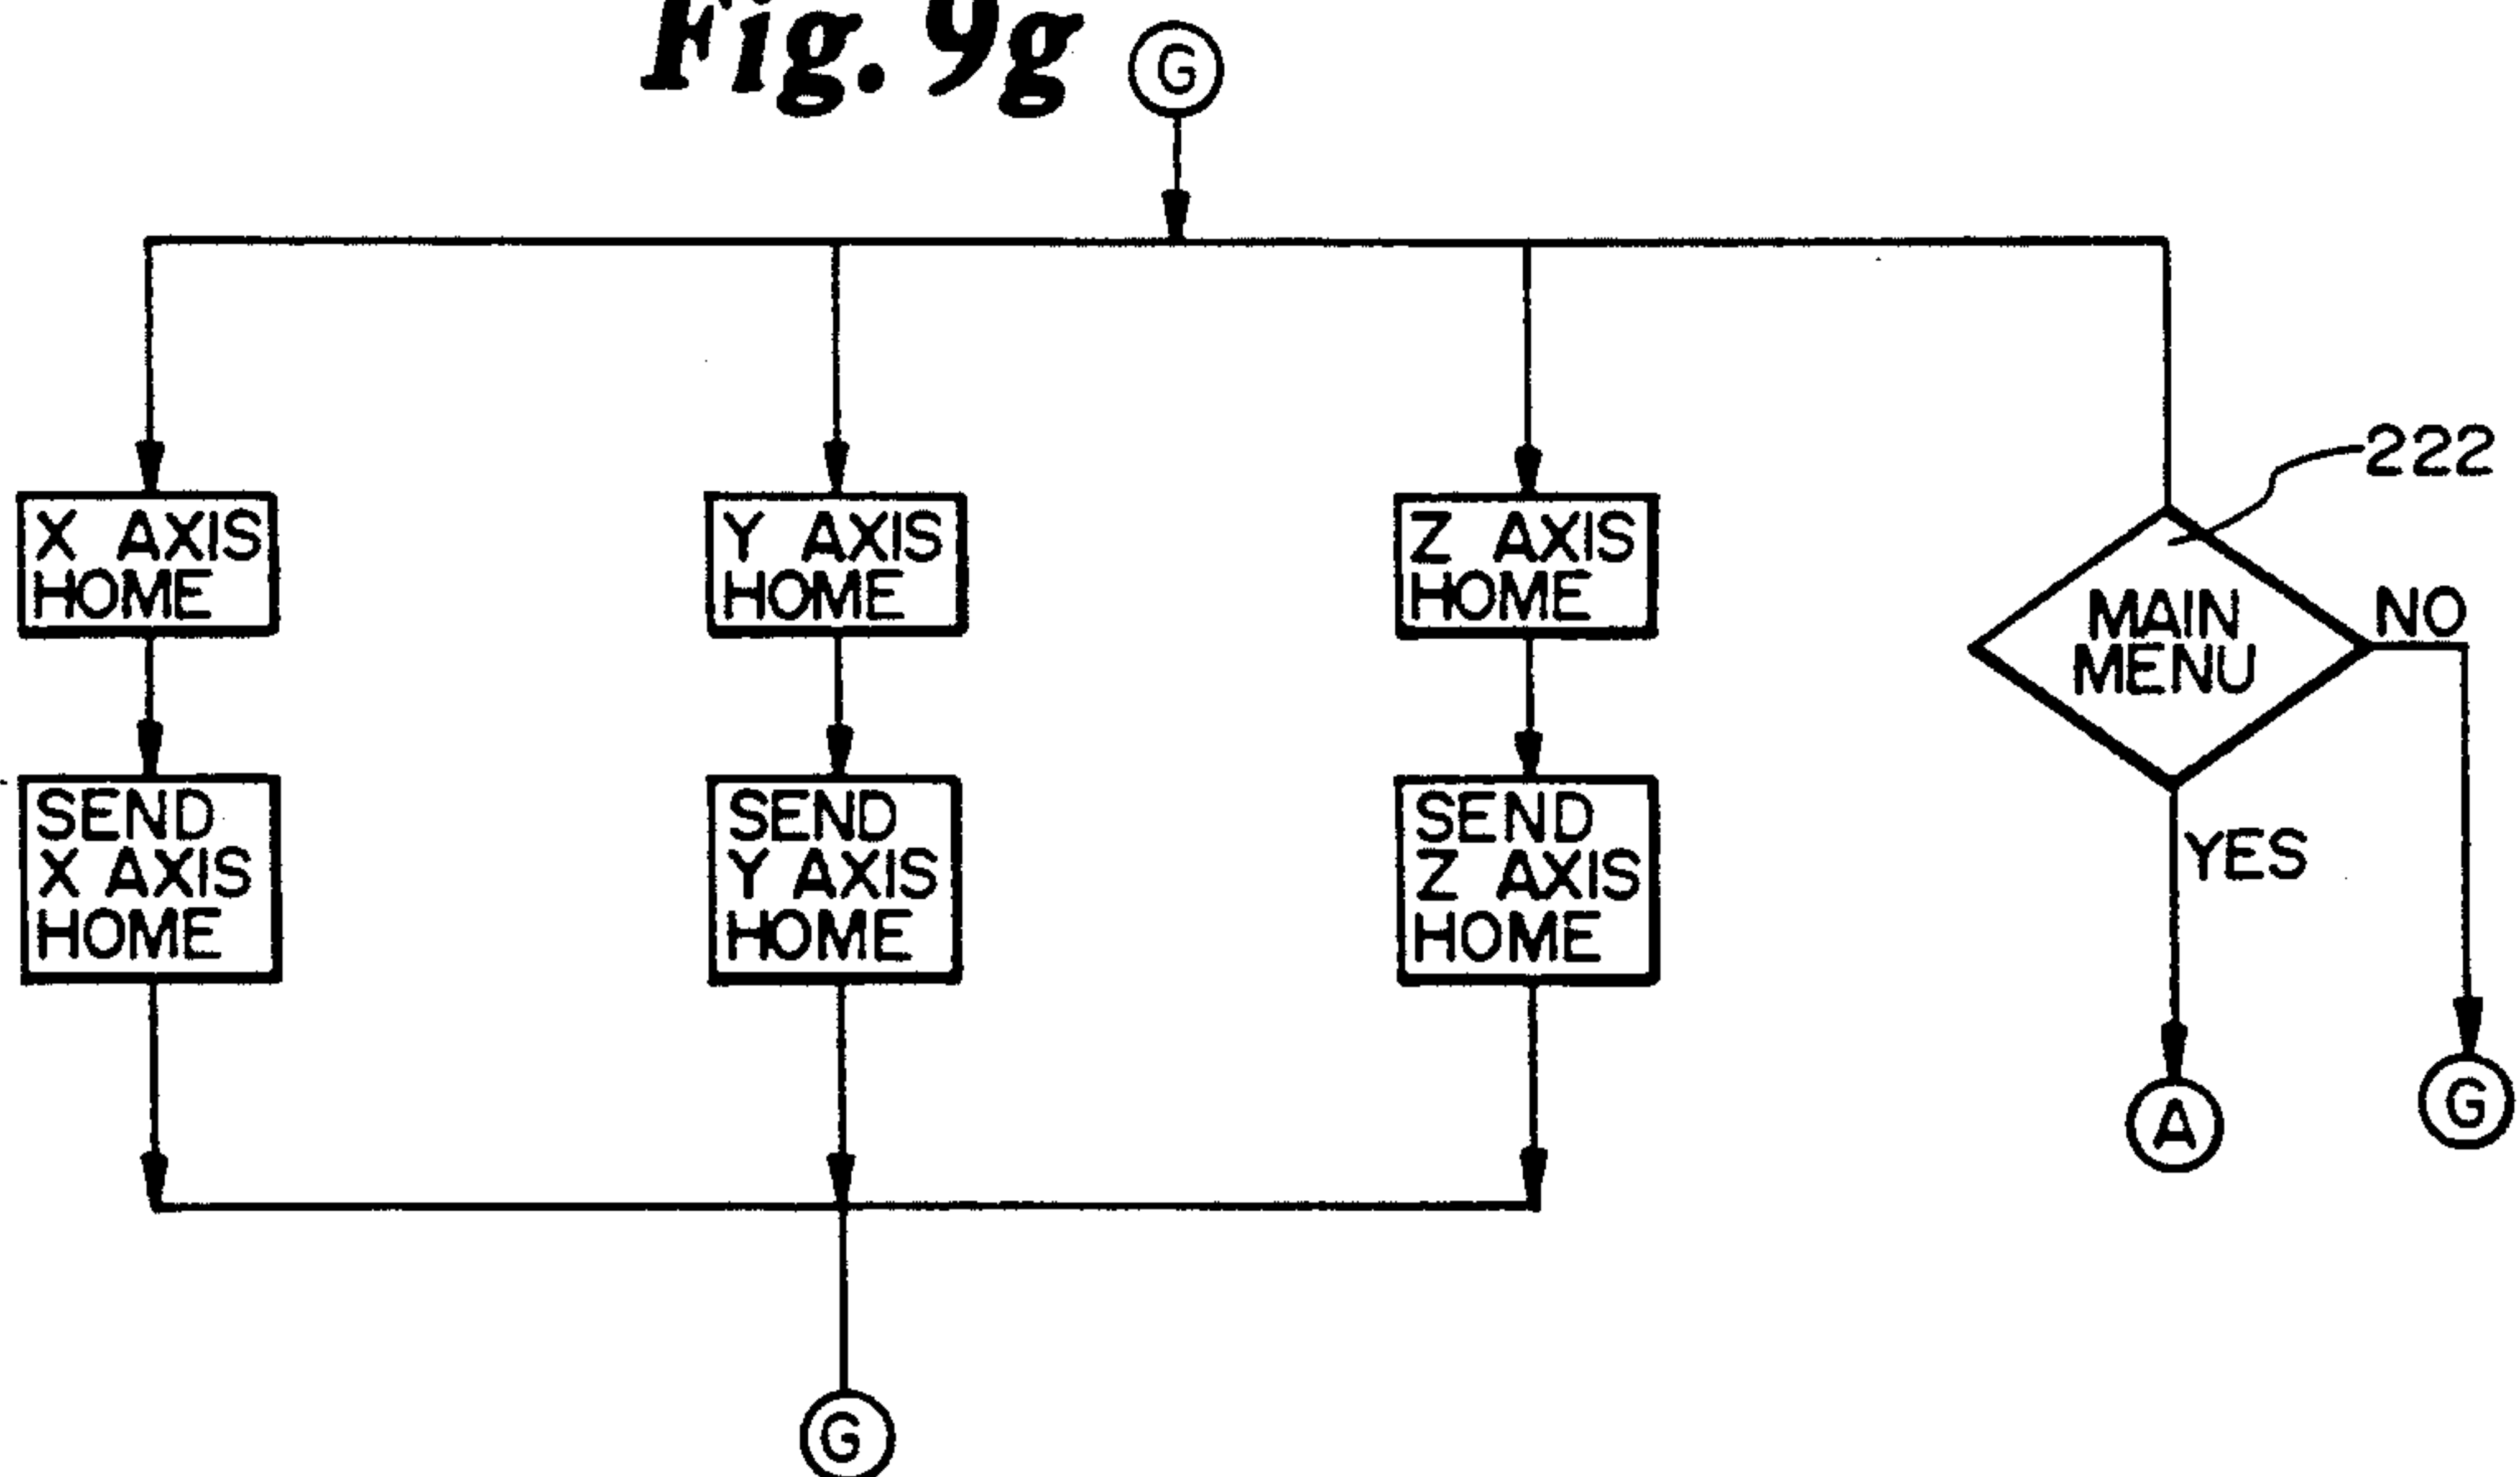 Fig. 9g
G
X AXIS
HOME
Y AXIS
HOME
Z AXIS
HOME
222
MAIN
MENU
NO
YES
SEND
X AXIS
HOME
SEND
Y AXIS
HOME
SEND
Z AXIS
HOME
A
G
G